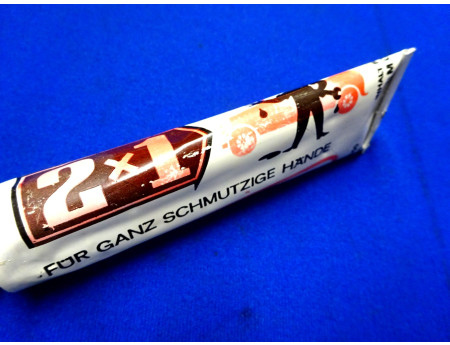 2x1
FÜR GANZ SCHMUTZIGE HÄNDE